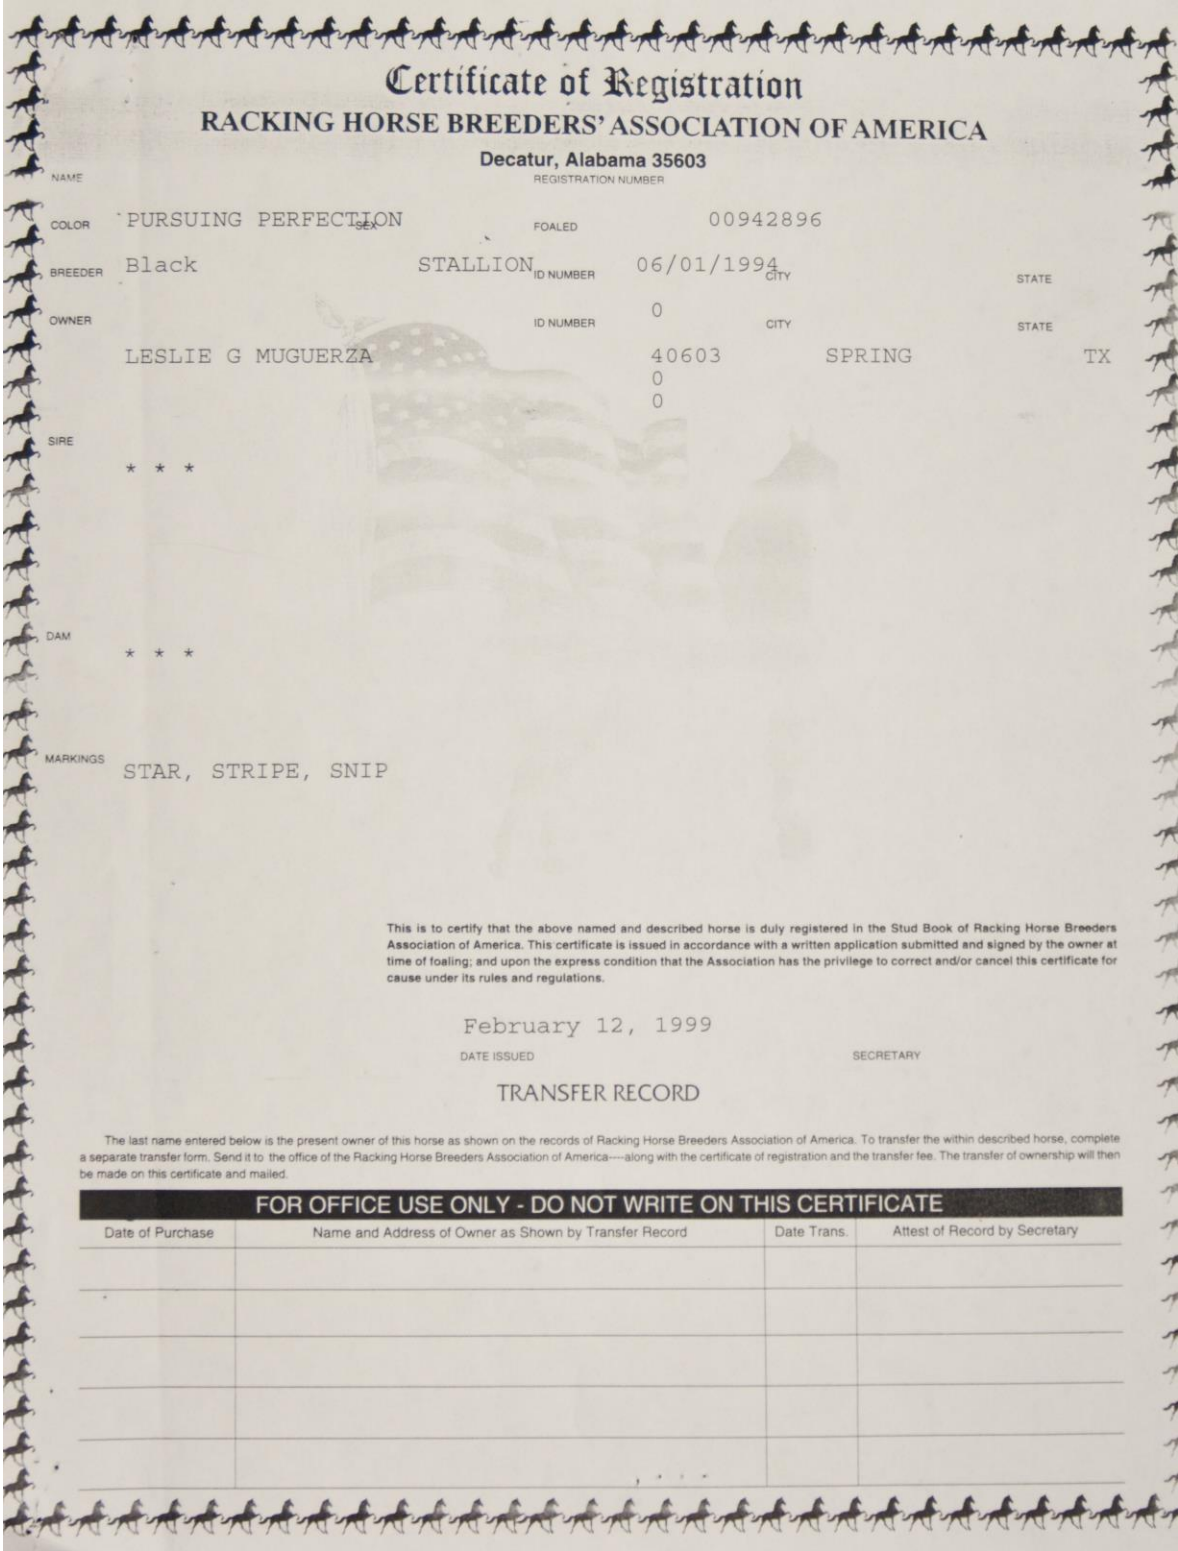 Certificate of Registration
RACKING HORSE BREEDERS' ASSOCIATION OF AMERICA
Decatur, Alabama 35603
NAME REGISTRATION NUMBER
PURSUING PERFECTION 00942896
COLOR SEX FOALED
Black STALLION 06/01/1994
BREEDER ID NUMBER CITY STATE
0
OWNER ID NUMBER CITY STATE
LESLIE G MUGUERZA 40603 SPRING TX
0
0
SIRE
* * *
DAM
* * *
MARKINGS
STAR, STRIPE, SNIP
This is to certify that the above named and described horse is duly registered in the Stud Book of Racking Horse Breeders
Association of America. This certificate is issued in accordance with a written application submitted and signed by the owner at
time of foaling; and upon the express condition that the Association has the privilege to correct and/or cancel this certificate for
cause under its rules and regulations.
February 12, 1999
DATE ISSUED SECRETARY
TRANSFER RECORD
The last name entered below is the present owner of this horse as shown on the records of Racking Horse Breeders Association of America. To transfer the within described horse, complete
a separate transfer form. Send it to the office of the Racking Horse Breeders Association of America----along with the certificate of registration and the transfer fee. The transfer of ownership will then
be made on this certificate and mailed.
FOR OFFICE USE ONLY - DO NOT WRITE ON THIS CERTIFICATE
Date of Purchase Name and Address of Owner as Shown by Transfer Record Date Trans. Attest of Record by Secretary